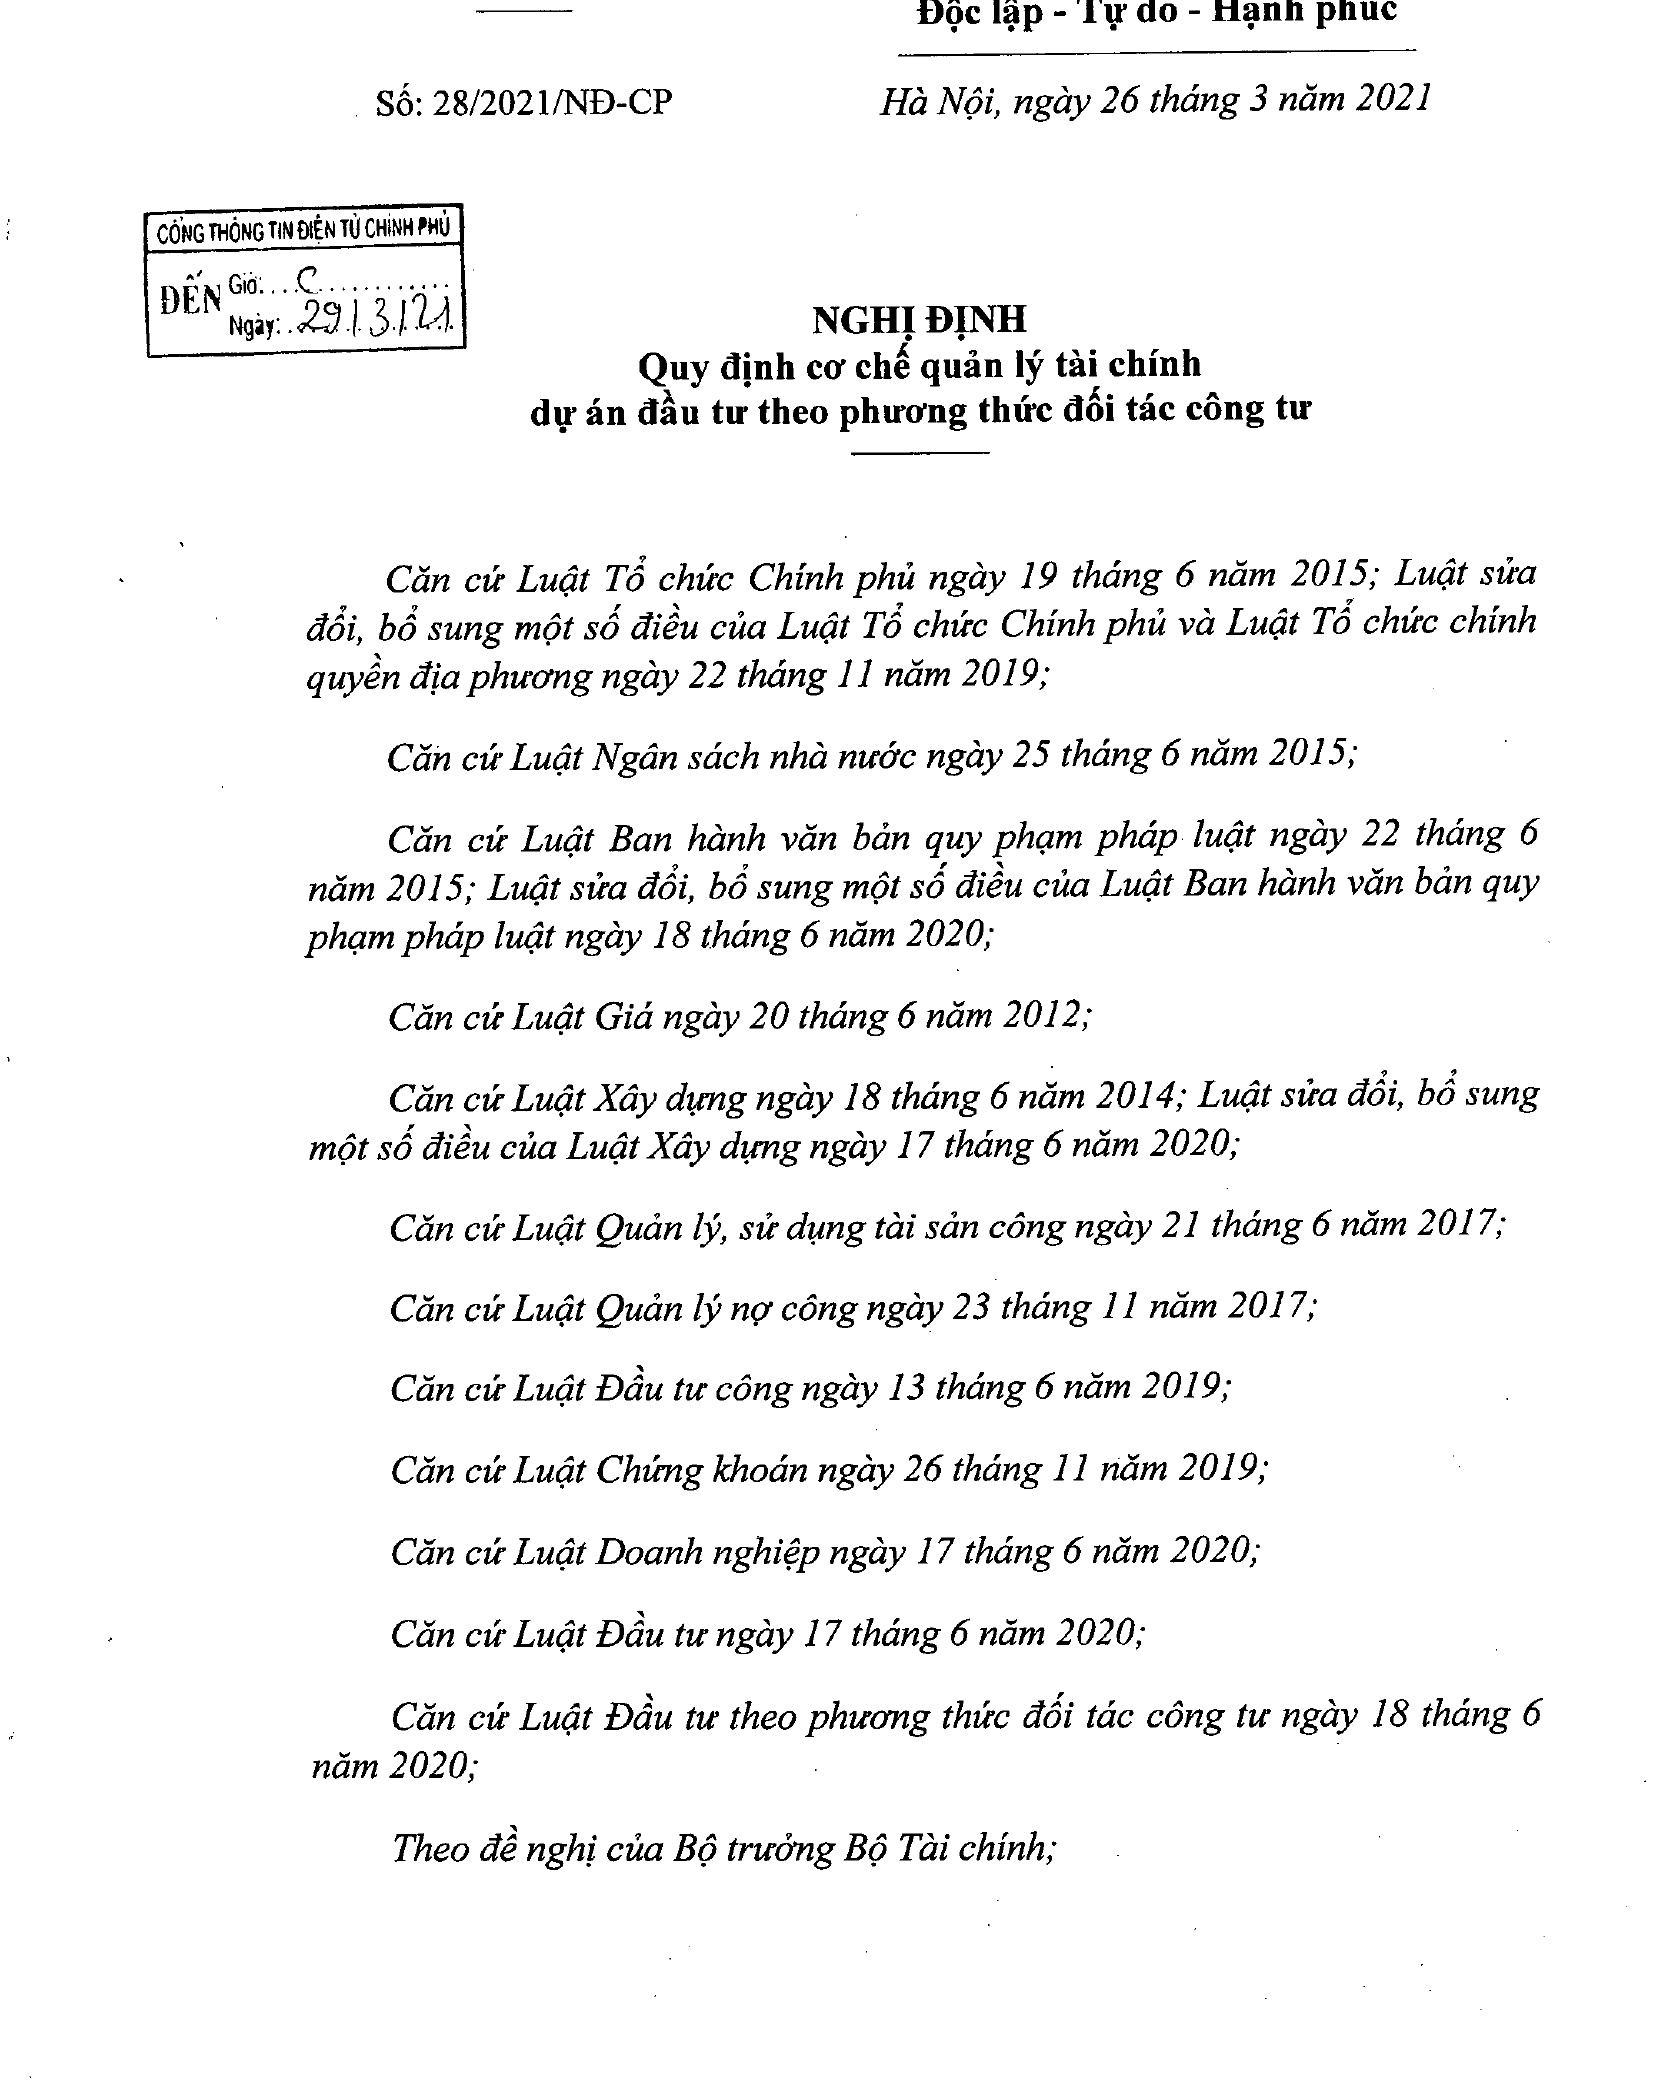 Độc lập - Tự do - Hạnh phúc
Số: 28/2021/NĐ-CP
Hà Nội, ngày 26 tháng 3 năm 2021
CỔNG THÔNG TIN ĐIỆN TỬ CHÍNH PHỦ
ĐẾN Giờ: ...C............
Ngày: ..29/3/21
NGHỊ ĐỊNH
Quy định cơ chế quản lý tài chính
dự án đầu tư theo phương thức đối tác công tư
Căn cứ Luật Tổ chức Chính phủ ngày 19 tháng 6 năm 2015; Luật sửa
đổi, bổ sung một số điều của Luật Tổ chức Chính phủ và Luật Tổ chức chính
quyền địa phương ngày 22 tháng 11 năm 2019;
Căn cứ Luật Ngân sách nhà nước ngày 25 tháng 6 năm 2015;
Căn cứ Luật Ban hành văn bản quy phạm pháp luật ngày 22 tháng 6
năm 2015; Luật sửa đổi, bổ sung một số điều của Luật Ban hành văn bản quy
phạm pháp luật ngày 18 tháng 6 năm 2020;
Căn cứ Luật Giá ngày 20 tháng 6 năm 2012;
Căn cứ Luật Xây dựng ngày 18 tháng 6 năm 2014; Luật sửa đổi, bổ sung
một số điều của Luật Xây dựng ngày 17 tháng 6 năm 2020;
Căn cứ Luật Quản lý, sử dụng tài sản công ngày 21 tháng 6 năm 2017;
Căn cứ Luật Quản lý nợ công ngày 23 tháng 11 năm 2017;
Căn cứ Luật Đầu tư công ngày 13 tháng 6 năm 2019;
Căn cứ Luật Chứng khoán ngày 26 tháng 11 năm 2019;
Căn cứ Luật Doanh nghiệp ngày 17 tháng 6 năm 2020;
Căn cứ Luật Đầu tư ngày 17 tháng 6 năm 2020;
Căn cứ Luật Đầu tư theo phương thức đối tác công tư ngày 18 tháng 6
năm 2020;
Theo đề nghị của Bộ trưởng Bộ Tài chính;